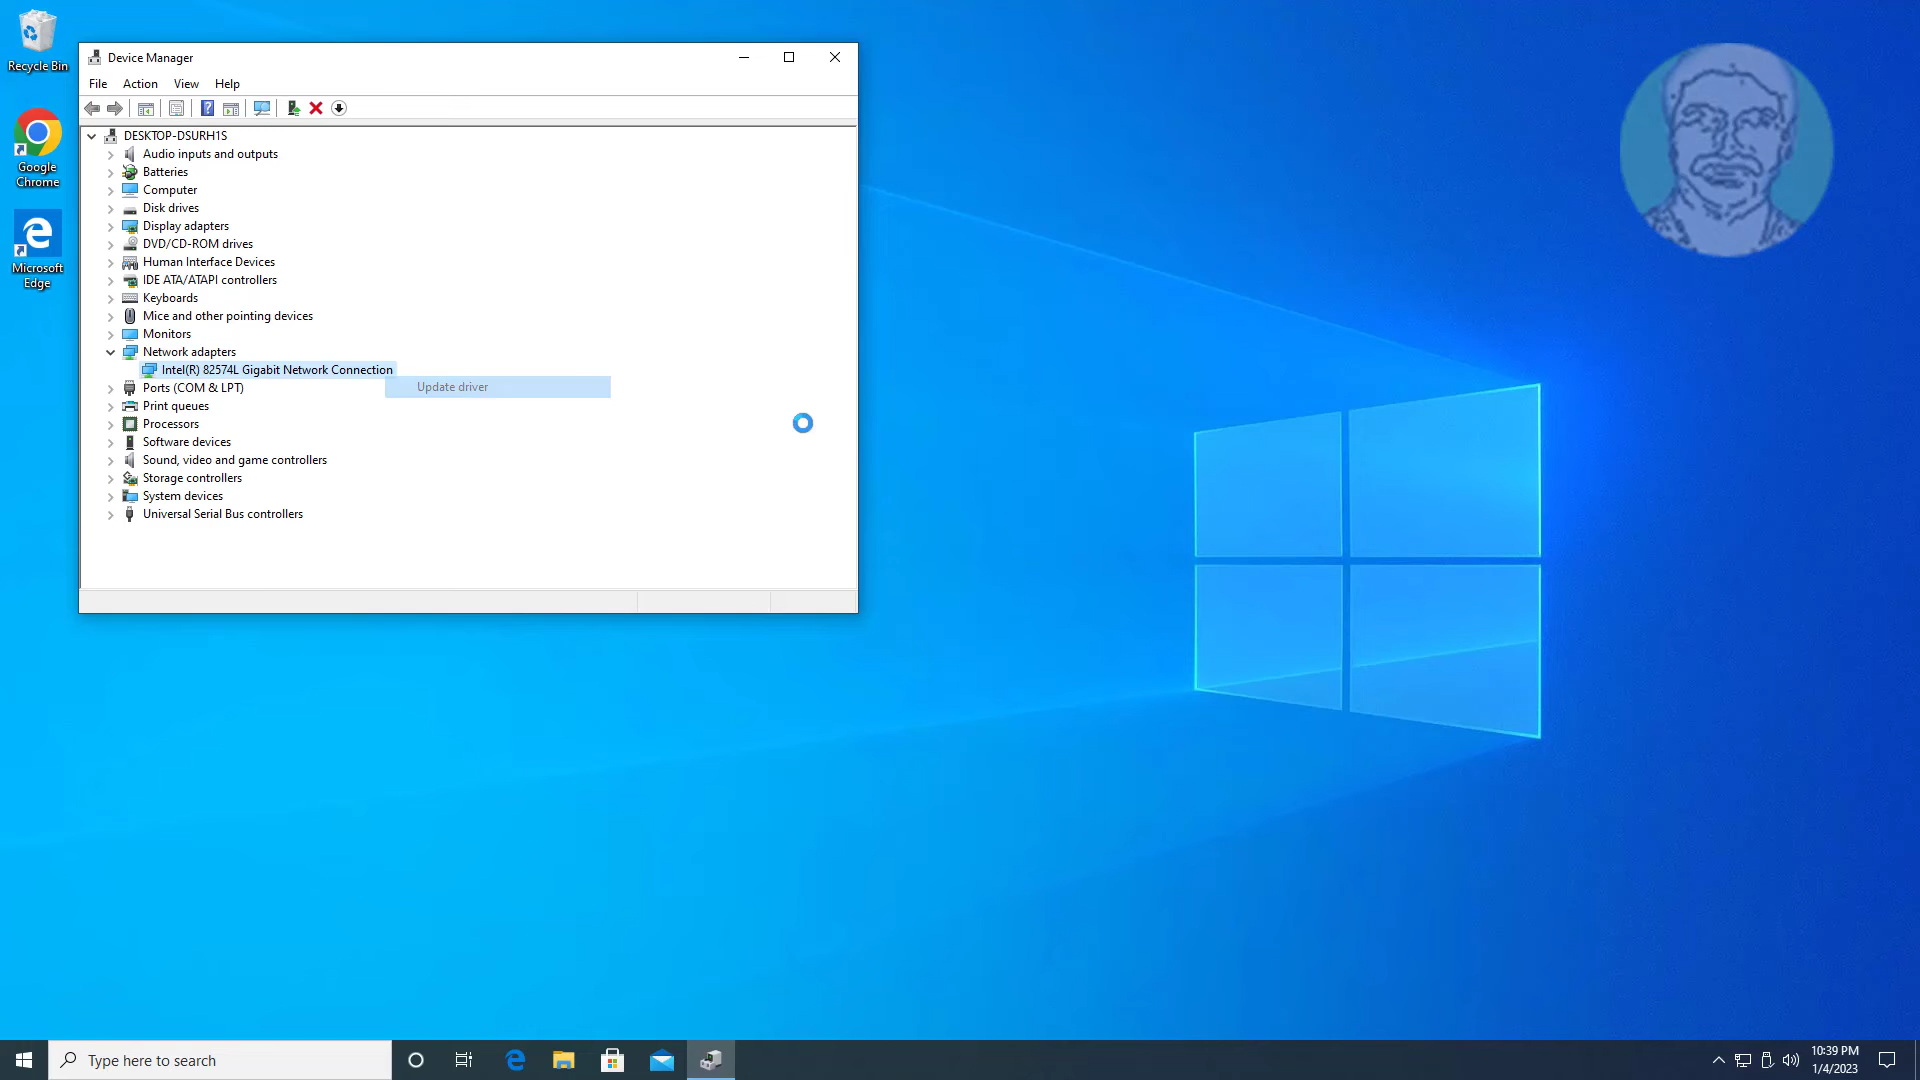 Recycle Bin
Google
Chrome
Microsoft
Edge
Device Manager
File Action View Help
DESKTOP-DSURH1S
Audio inputs and outputs
Batteries
Computer
Disk drives
Display adapters
DVD/CD-ROM drives
Human Interface Devices
IDE ATA/ATAPI controllers
Keyboards
Mice and other pointing devices
Monitors
Network adapters
Intel(R) 82574L Gigabit Network Connection
Update driver
Ports (COM & LPT)
Print queues
Processors
Software devices
Sound, video and game controllers
Storage controllers
System devices
Universal Serial Bus controllers
Type here to search
10:39 PM
1/4/2023